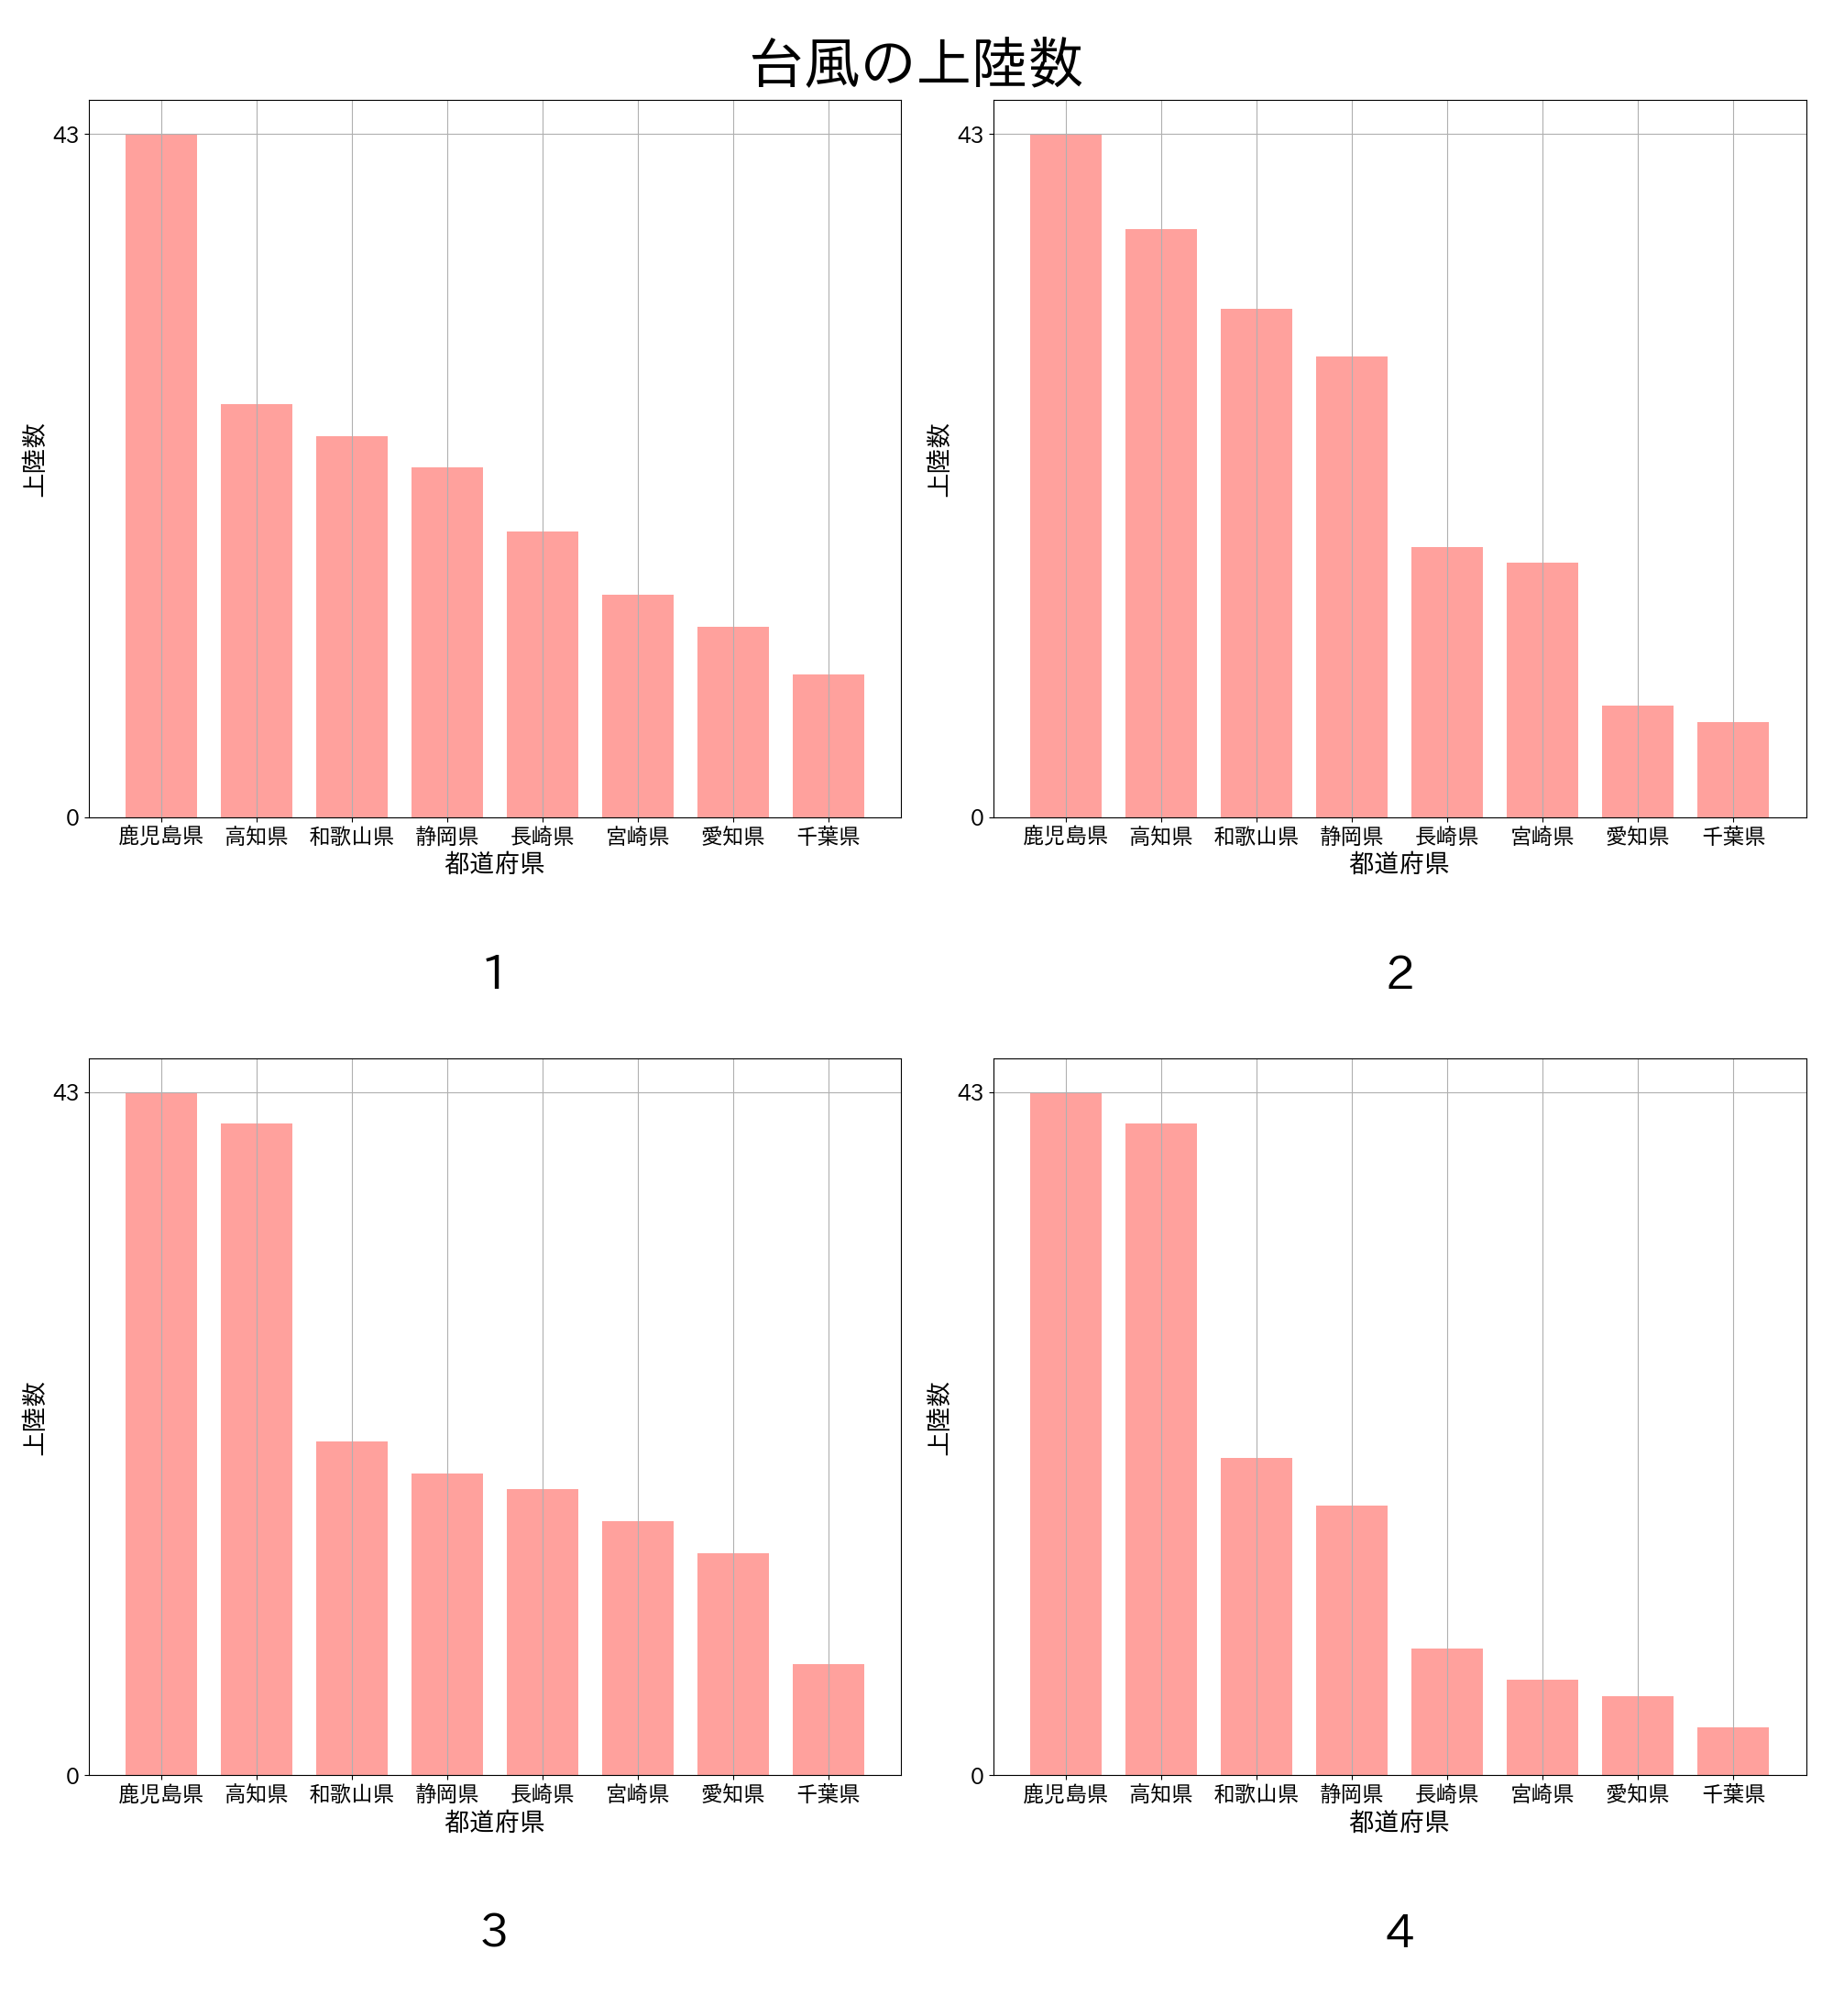 台風の上陸数
43
0
上陸数
鹿児島県 高知県 和歌山県 静岡県 長崎県 宮崎県 愛知県 千葉県
都道府県
1
43
0
上陸数
鹿児島県 高知県 和歌山県 静岡県 長崎県 宮崎県 愛知県 千葉県
都道府県
2
43
0
上陸数
鹿児島県 高知県 和歌山県 静岡県 長崎県 宮崎県 愛知県 千葉県
都道府県
3
43
0
上陸数
鹿児島県 高知県 和歌山県 静岡県 長崎県 宮崎県 愛知県 千葉県
都道府県
4